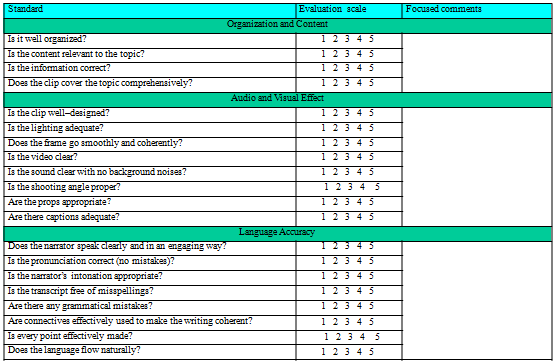 Standard Evaluation scale Focused comments
Organization and Content
Is it well organized? 1 2 3 4 5
Is the content relevant to the topic? 1 2 3 4 5
Is the information correct? 1 2 3 4 5
Does the clip cover the topic comprehensively? 1 2 3 4 5
Audio and Visual Effect
Is the clip well–designed? 1 2 3 4 5
Is the lighting adequate? 1 2 3 4 5
Does the frame go smoothly and coherently? 1 2 3 4 5
Is the video clear? 1 2 3 4 5
Is the sound clear with no background noises? 1 2 3 4 5
Is the shooting angle proper? 1 2 3 4 5
Are the props appropriate? 1 2 3 4 5
Are there captions adequate? 1 2 3 4 5
Language Accuracy
Does the narrator speak clearly and in an engaging way? 1 2 3 4 5
Is the pronunciation correct (no mistakes)? 1 2 3 4 5
Is the narrator's intonation appropriate? 1 2 3 4 5
Is the transcript free of misspellings? 1 2 3 4 5
Are there any grammatical mistakes? 1 2 3 4 5
Are connectives effectively used to make the writing coherent? 1 2 3 4 5
Is every point effectively made? 1 2 3 4 5
Does the language flow naturally? 1 2 3 4 5